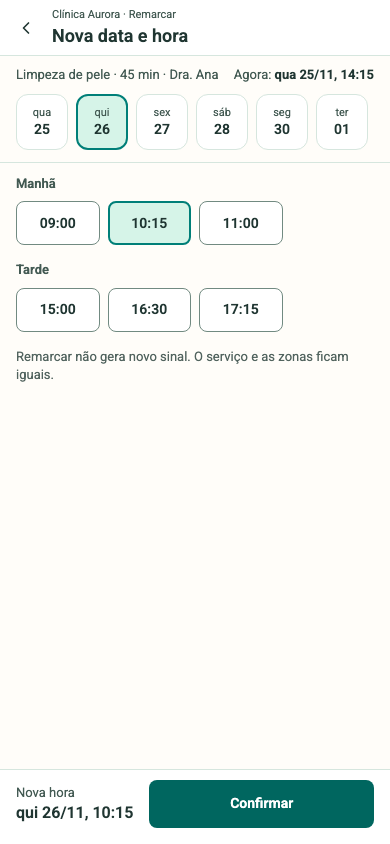 Clínica Aurora · Remarcar
Nova data e hora
Limpeza de pele · 45 min · Dra. Ana
Agora: qua 25/11, 14:15
qua
25
qui
26
sex
27
sáb
28
seg
30
ter
01
Manhã
09:00
10:15
11:00
Tarde
15:00
16:30
17:15
Remarcar não gera novo sinal. O serviço e as zonas ficam
iguais.
Nova hora
qui 26/11, 10:15
Confirmar